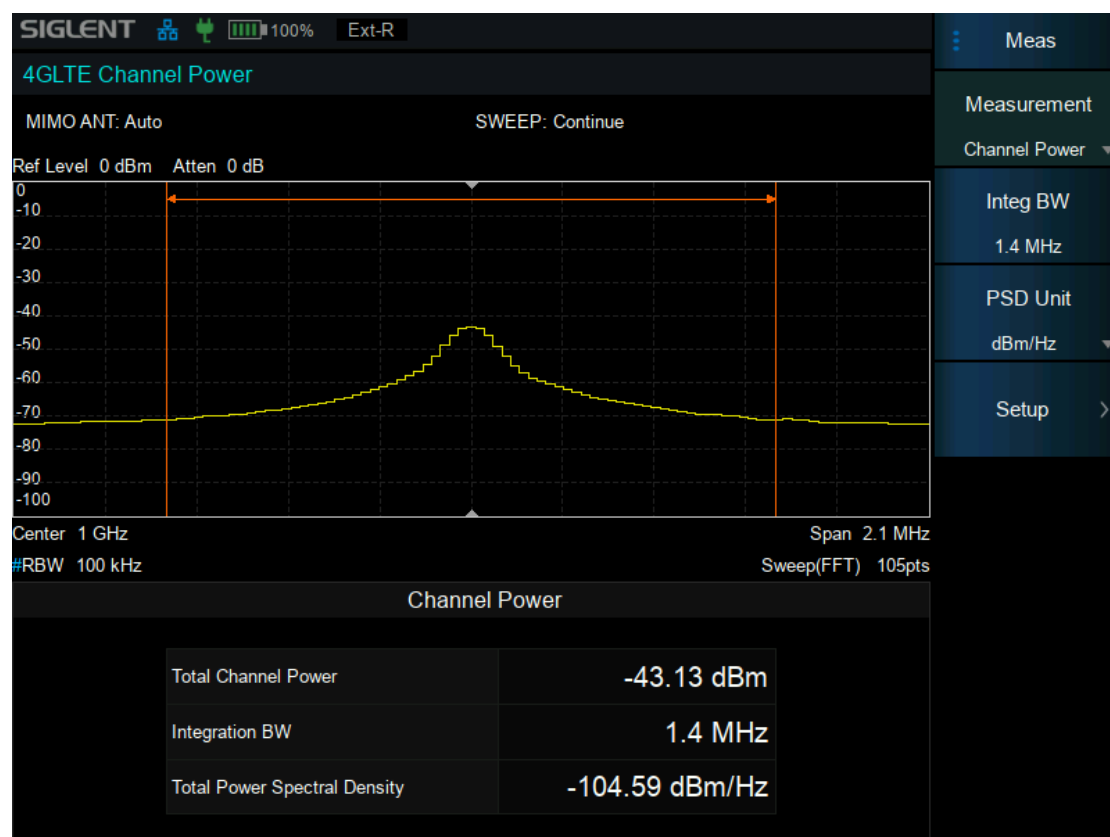 SIGLENT 100% Ext-R
Meas
4GLTE Channel Power
MIMO ANT: Auto SWEEP: Continue
Measurement
Channel Power
Ref Level 0 dBm Atten 0 dB
0
-10
-20
-30
-40
-50
-60
-70
-80
-90
-100
Integ BW
1.4 MHz
PSD Unit
dBm/Hz
Setup
Center 1 GHz Span 2.1 MHz
#RBW 100 kHz Sweep(FFT) 105pts
Channel Power
Total Channel Power -43.13 dBm
Integration BW 1.4 MHz
Total Power Spectral Density -104.59 dBm/Hz